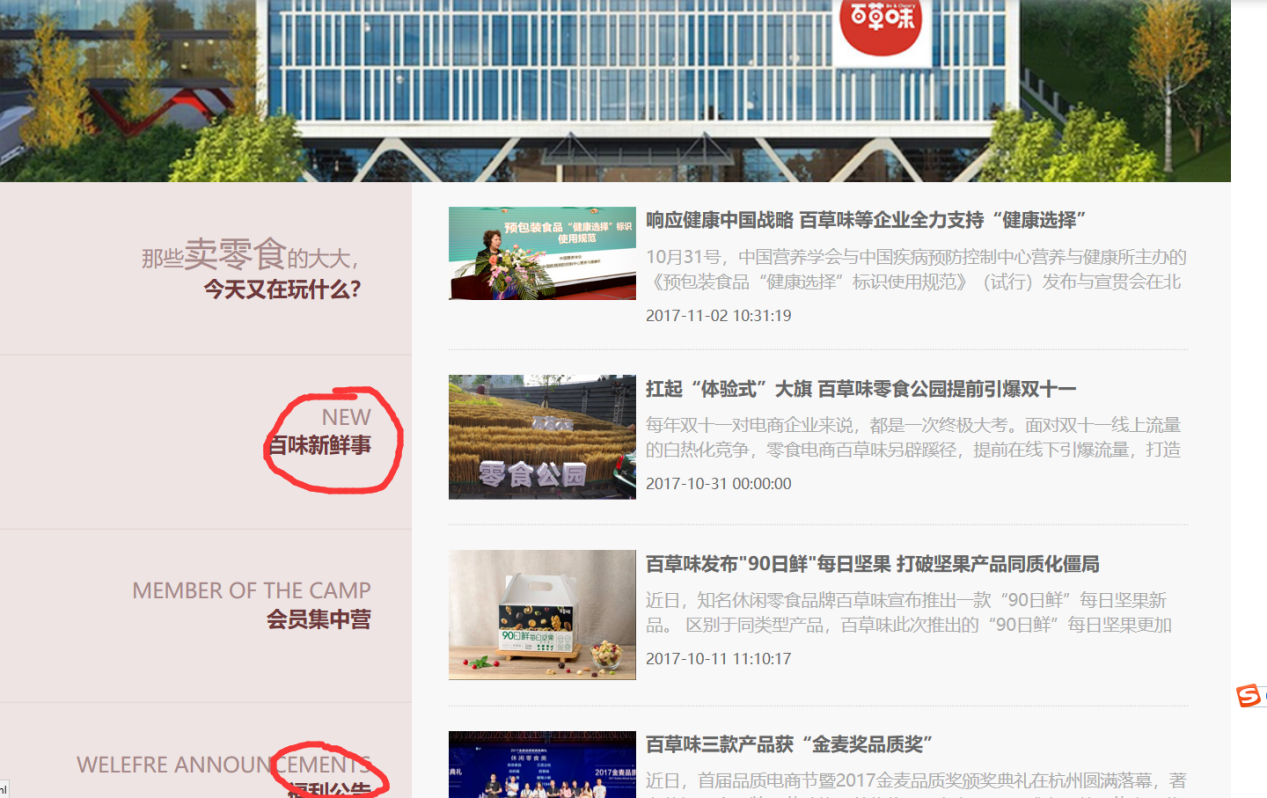 百草味
那些卖零食的大大，
今天又在玩什么？
NEW
百味新鲜事
MEMBER OF THE CAMP
会员集中营
WELEFRE ANNOUNCEMENTS
福利公告
预包装食品“健康选择”标识
使用规范
响应健康中国战略 百草味等企业全力支持“健康选择”
10月31号，中国营养学会与中国疾病预防控制中心营养与健康所主办的
《预包装食品“健康选择”标识使用规范》（试行）发布与宣贯会在北
2017-11-02 10:31:19
零食公园
扛起“体验式”大旗 百草味零食公园提前引爆双十一
每年双十一对电商企业来说，都是一次终极大考。面对双十一线上流量
的白热化竞争，零食电商百草味另辟蹊径，提前在线下引爆流量，打造
2017-10-31 00:00:00
90日鲜每日坚果
百草味发布"90日鲜"每日坚果 打破坚果产品同质化僵局
近日，知名休闲零食品牌百草味宣布推出一款“90日鲜”每日坚果新
品。 区别于同类型产品，百草味此次推出的“90日鲜”每日坚果更加
2017-10-11 11:10:17
休闲零食类
百草味三款产品获“金麦奖品质奖”
近日，首届品质电商节暨2017金麦品质奖颁奖典礼在杭州圆满落幕，著